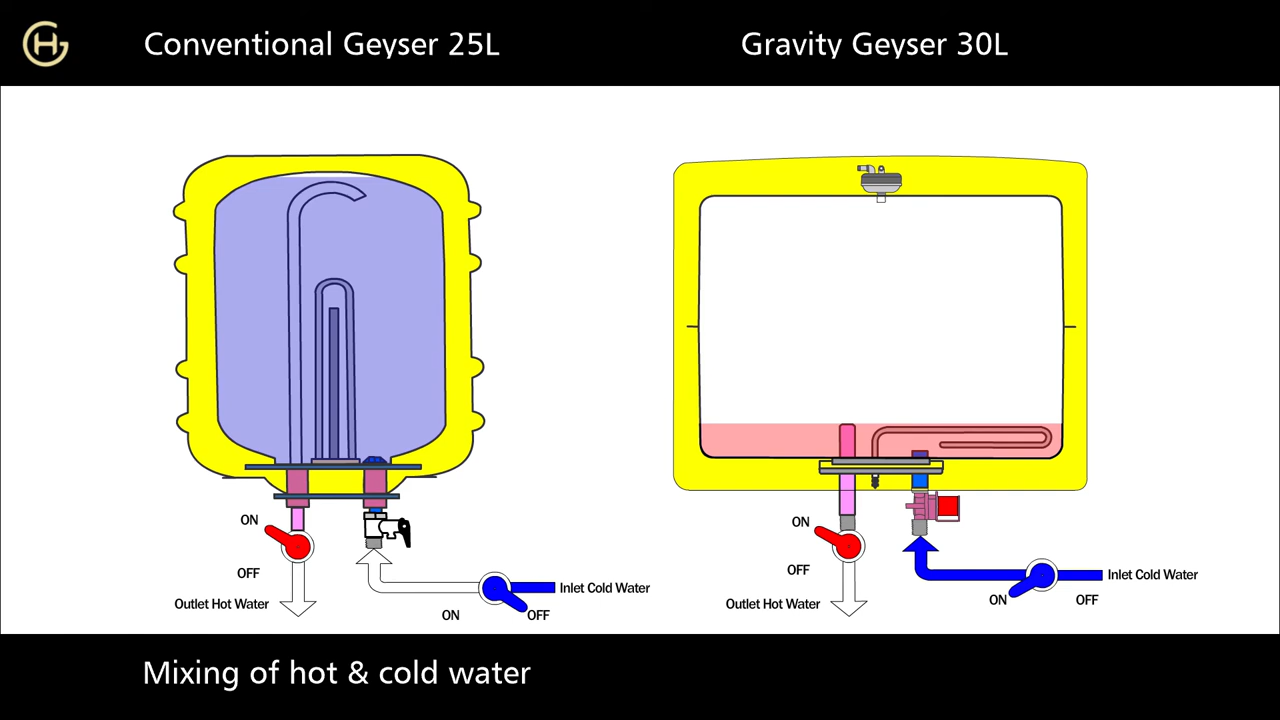 GH
Conventional Geyser 25L
Gravity Geyser 30L
ON
OFF
Outlet Hot Water
Inlet Cold Water
ON
OFF
ON
OFF
Outlet Hot Water
Inlet Cold Water
ON
OFF
Mixing of hot & cold water